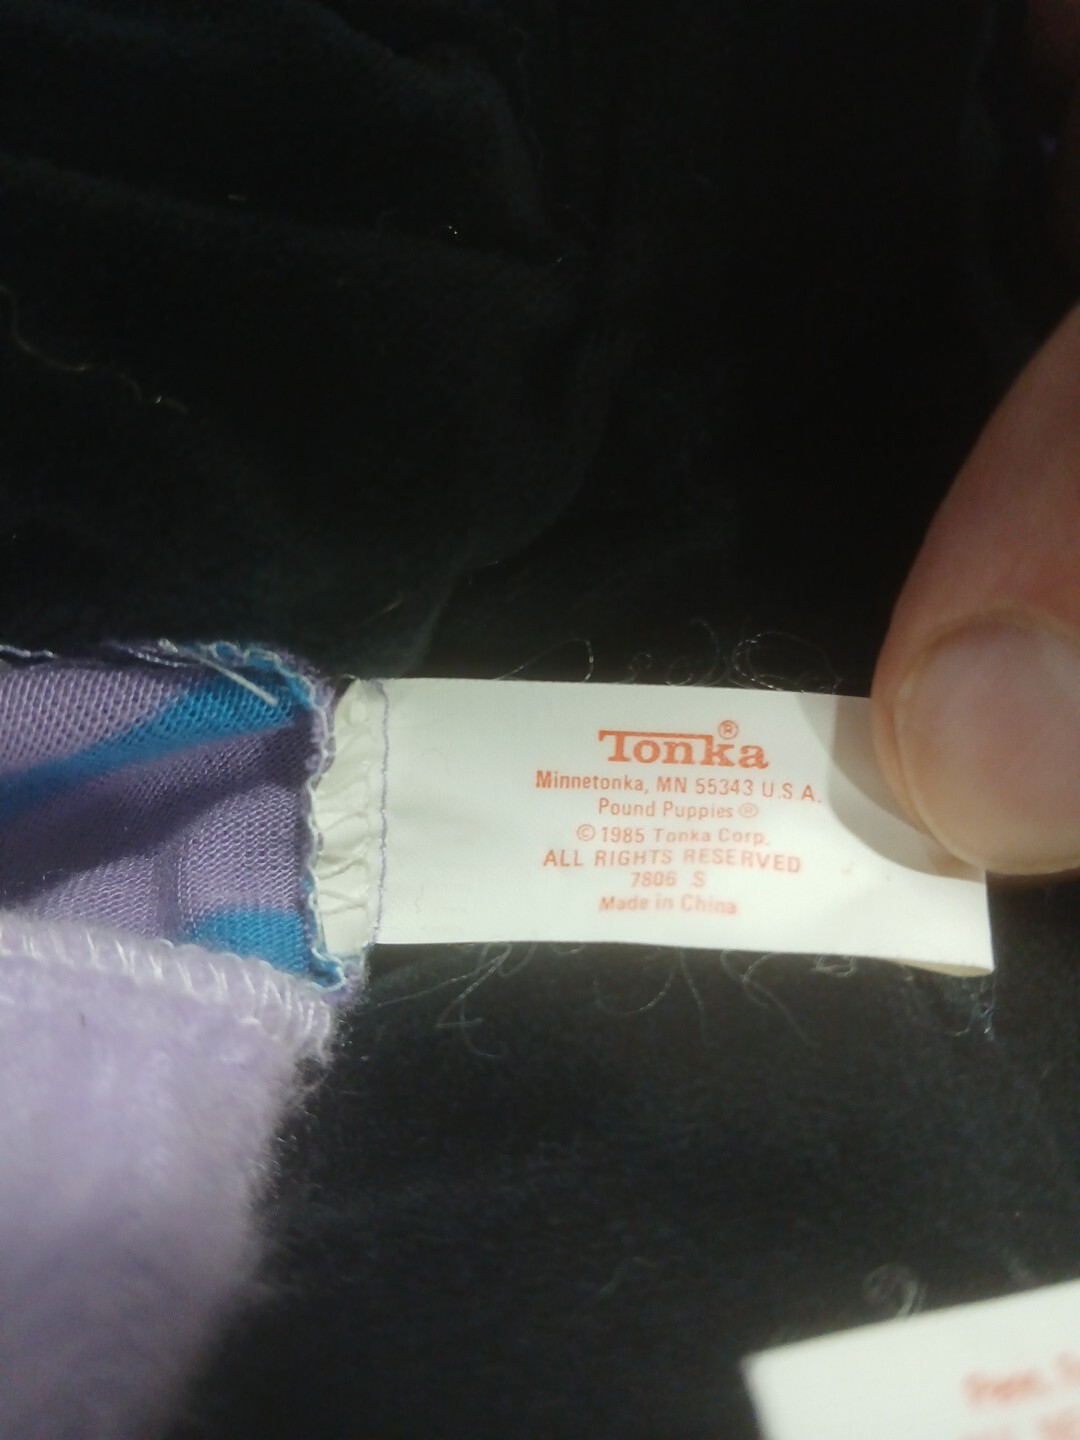 Tonka®
Minnetonka, MN 55343 U.S.A.
Pound Puppies®
© 1985 Tonka Corp.
ALL RIGHTS RESERVED
7806 S
Made in China